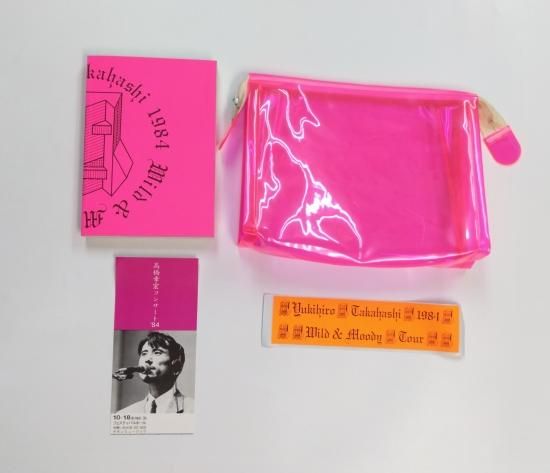 kahashi 1984 Wild & M
高橋幸宏コンサート'84
10-18
フェスティバルホール
Yukihiro Takahashi 1984
Wild & Moody Tour